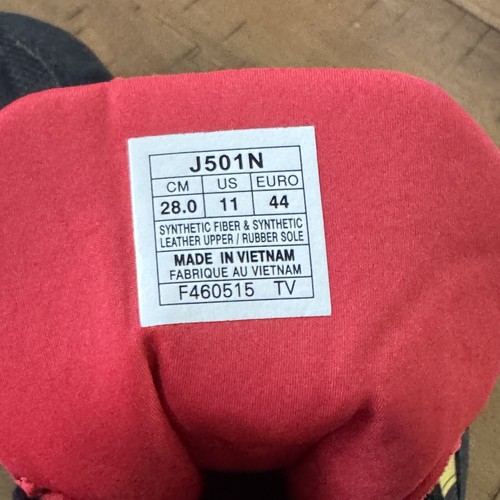 J501N
CM US EURO
28.0 11 44
SYNTHETIC FIBER & SYNTHETIC
LEATHER UPPER / RUBBER SOLE
MADE IN VIETNAM
FABRIQUE AU VIETNAM
F460515 TV